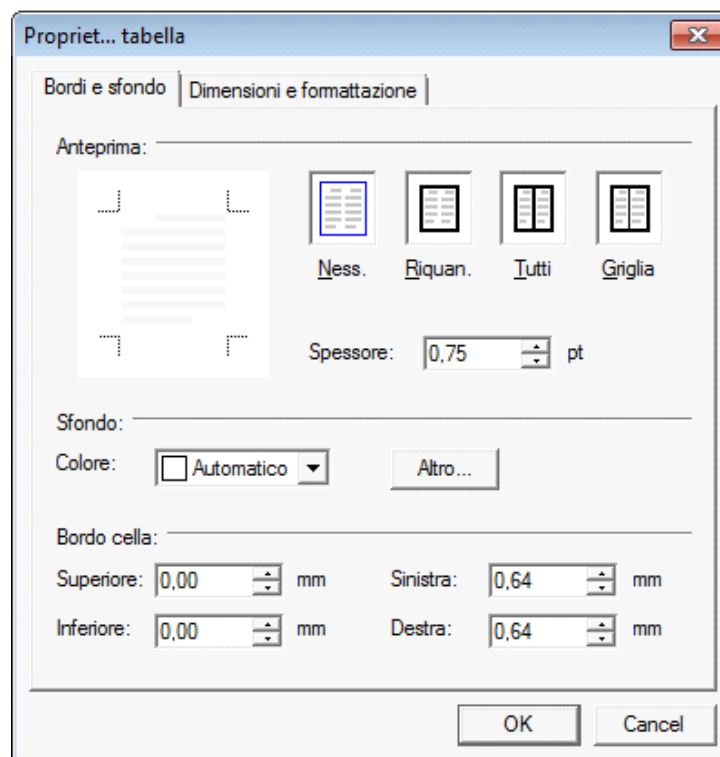 Propriet... tabella
Bordi e sfondo Dimensioni e formattazione
Anteprima:
Ness. Riquan. Tutti Griglia
Spessore: 0,75 pt
Sfondo:
Colore: Automatico Altro...
Bordo cella:
Superiore: 0,00 mm Sinistra: 0,64 mm
Inferiore: 0,00 mm Destra: 0,64 mm
OK Cancel